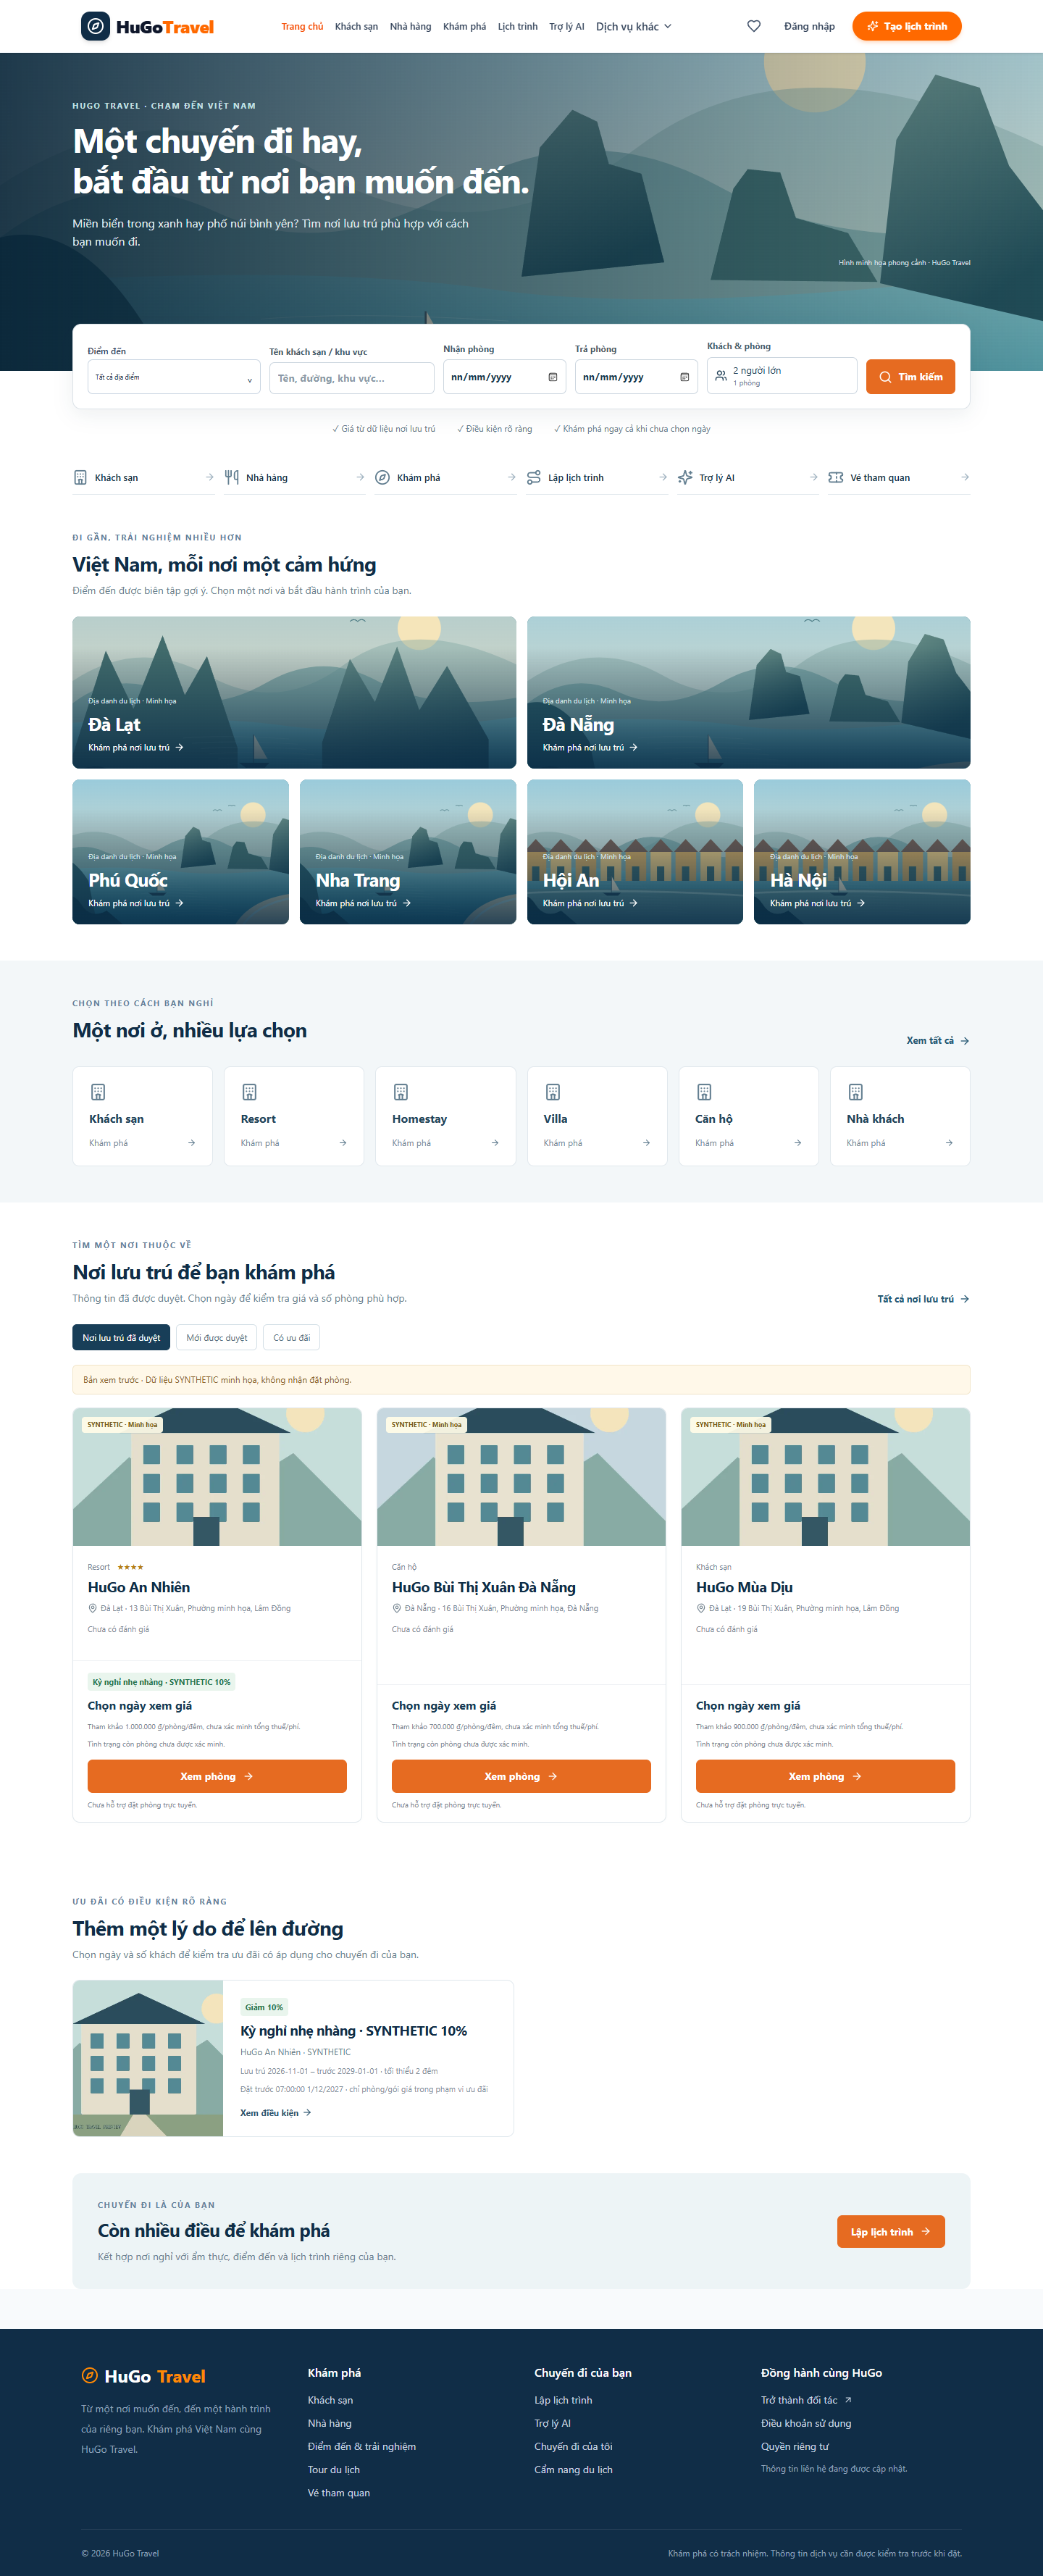 HuGoTravel
Trang chủ Khách sạn Nhà hàng Khám phá Lịch trình Trợ lý AI Dịch vụ khác
Đăng nhập
Tạo lịch trình
HUGO TRAVEL · CHẠM ĐẾN VIỆT NAM
Một chuyến đi hay,
bắt đầu từ nơi bạn muốn đến.
Miền biển trong xanh hay phố núi bình yên? Tìm nơi lưu trú phù hợp với cách
bạn muốn đi.
Hình minh họa phong cảnh · HuGo Travel
Điểm đến
Tất cả địa điểm
Tên khách sạn / khu vực
Tên, đường, khu vực...
Nhận phòng
nn/mm/yyyy
Trả phòng
nn/mm/yyyy
Khách & phòng
2 người lớn
1 phòng
Tìm kiếm
✓ Giá từ dữ liệu nơi lưu trú ✓ Điều kiện rõ ràng ✓ Khám phá ngay cả khi chưa chọn ngày
Khách sạn
Nhà hàng
Khám phá
Lập lịch trình
Trợ lý AI
Vé tham quan
ĐI GẦN, TRẢI NGHIỆM NHIỀU HƠN
Việt Nam, mỗi nơi một cảm hứng
Điểm đến được biên tập gợi ý. Chọn một nơi và bắt đầu hành trình của bạn.
Địa danh du lịch · Minh họa
Đà Lạt
Khám phá nơi lưu trú
Địa danh du lịch · Minh họa
Đà Nẵng
Khám phá nơi lưu trú
Địa danh du lịch · Minh họa
Phú Quốc
Khám phá nơi lưu trú
Địa danh du lịch · Minh họa
Nha Trang
Khám phá nơi lưu trú
Địa danh du lịch · Minh họa
Hội An
Khám phá nơi lưu trú
Địa danh du lịch · Minh họa
Hà Nội
Khám phá nơi lưu trú
CHỌN THEO CÁCH BẠN NGHỈ
Một nơi ở, nhiều lựa chọn
Xem tất cả
Khách sạn
Khám phá
Resort
Khám phá
Homestay
Khám phá
Villa
Khám phá
Căn hộ
Khám phá
Nhà khách
Khám phá
TÌM MỘT NƠI THUỘC VỀ
Nơi lưu trú để bạn khám phá
Thông tin đã được duyệt. Chọn ngày để kiểm tra giá và số phòng phù hợp.
Tất cả nơi lưu trú
Nơi lưu trú đã duyệt
Mới được duyệt
Có ưu đãi
Bản xem trước · Dữ liệu SYNTHETIC minh họa, không nhận đặt phòng.
SYNTHETIC · Minh họa
Resort ★★★★
HuGo An Nhiên
Đà Lạt · 13 Bùi Thị Xuân, Phường minh họa, Lâm Đồng
Chưa có đánh giá
Kỳ nghỉ nhẹ nhàng · SYNTHETIC 10%
Chọn ngày xem giá
Tham khảo 1.000.000 ₫/phòng/đêm, chưa xác minh tổng thuế/phí.
Tình trạng còn phòng chưa được xác minh.
Xem phòng
Chưa hỗ trợ đặt phòng trực tuyến.
SYNTHETIC · Minh họa
Căn hộ
HuGo Bùi Thị Xuân Đà Nẵng
Đà Nẵng · 16 Bùi Thị Xuân, Phường minh họa, Đà Nẵng
Chưa có đánh giá
Chọn ngày xem giá
Tham khảo 700.000 ₫/phòng/đêm, chưa xác minh tổng thuế/phí.
Tình trạng còn phòng chưa được xác minh.
Xem phòng
Chưa hỗ trợ đặt phòng trực tuyến.
SYNTHETIC · Minh họa
Khách sạn
HuGo Mùa Dịu
Đà Lạt · 19 Bùi Thị Xuân, Phường minh họa, Lâm Đồng
Chưa có đánh giá
Chọn ngày xem giá
Tham khảo 900.000 ₫/phòng/đêm, chưa xác minh tổng thuế/phí.
Tình trạng còn phòng chưa được xác minh.
Xem phòng
Chưa hỗ trợ đặt phòng trực tuyến.
ƯU ĐÃI CÓ ĐIỀU KIỆN RÕ RÀNG
Thêm một lý do để lên đường
Chọn ngày và số khách để kiểm tra ưu đãi có áp dụng cho chuyến đi của bạn.
Giảm 10%
Kỳ nghỉ nhẹ nhàng · SYNTHETIC 10%
HuGo An Nhiên · SYNTHETIC
Lưu trú 2026-11-01 – trước 2029-01-01 · tối thiểu 2 đêm
Đặt trước 07:00:00 1/12/2027 · chỉ phòng/gói giá trong phạm vi ưu đãi
Xem điều kiện
CHUYẾN ĐI LÀ CỦA BẠN
Còn nhiều điều để khám phá
Kết hợp nơi nghỉ với ẩm thực, điểm đến và lịch trình riêng của bạn.
Lập lịch trình
HuGo Travel
Từ một nơi muốn đến, đến một hành trình
của riêng bạn. Khám phá Việt Nam cùng
HuGo Travel.
Khám phá
Khách sạn
Nhà hàng
Điểm đến & trải nghiệm
Tour du lịch
Vé tham quan
Chuyến đi của bạn
Lập lịch trình
Trợ lý AI
Chuyến đi của tôi
Cẩm nang du lịch
Đồng hành cùng HuGo
Trở thành đối tác
Điều khoản sử dụng
Quyền riêng tư
Thông tin liên hệ đang được cập nhật.
© 2026 HuGo Travel
Khám phá có trách nhiệm. Thông tin dịch vụ cần được kiểm tra trước khi đặt.